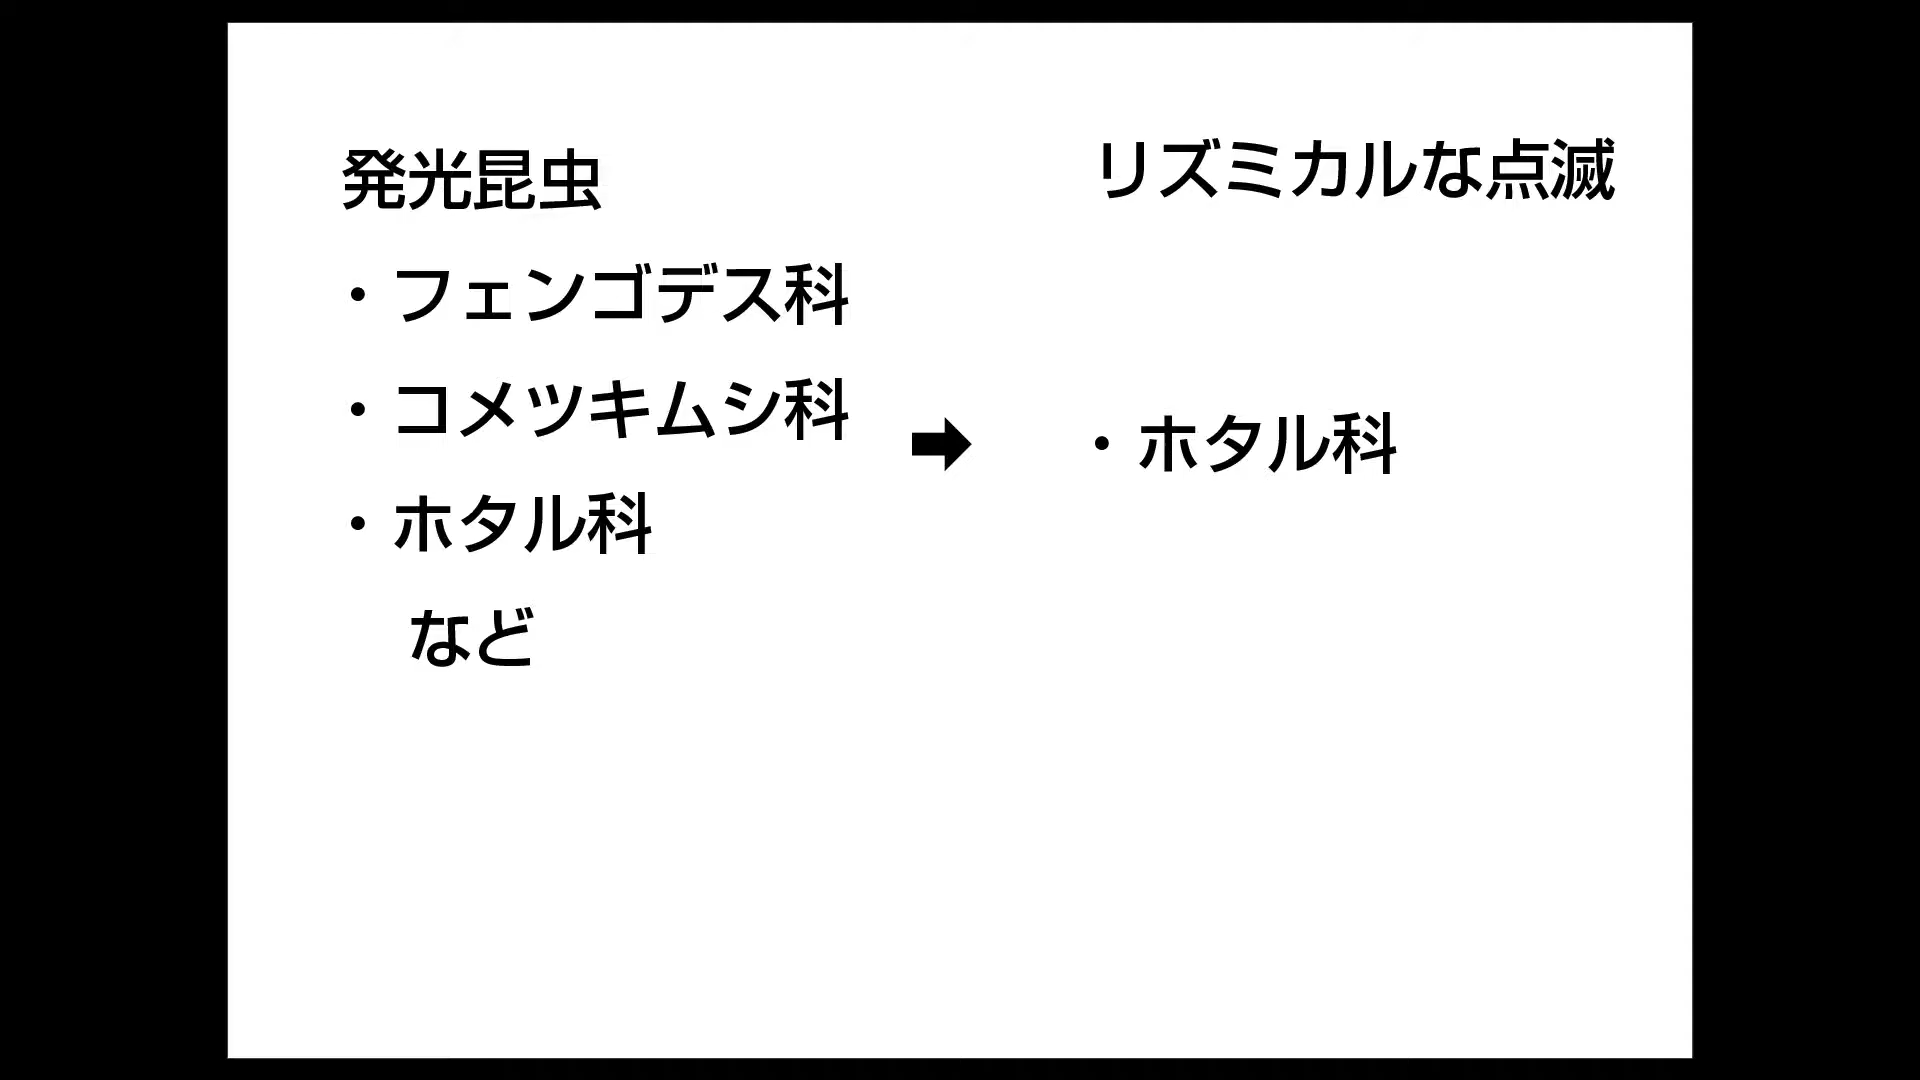 発光昆虫
・フェンゴデス科
・コメツキムシ科
・ホタル科
など
リズミカルな点滅
・ホタル科